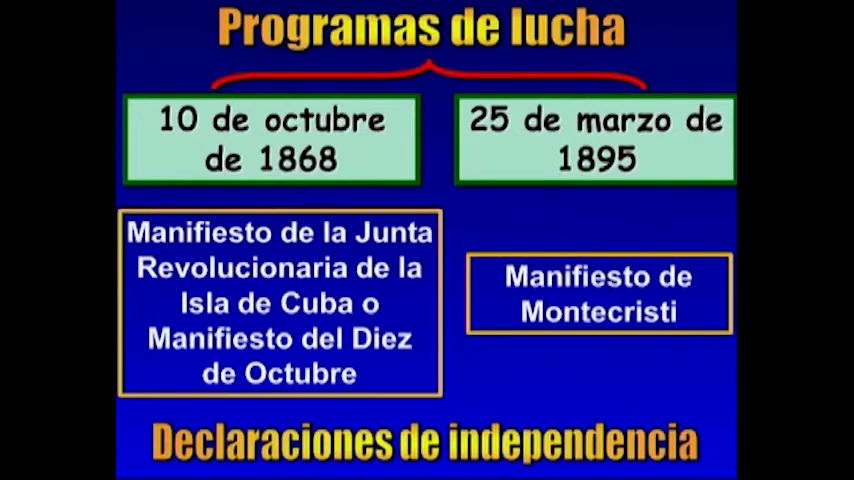 Programas de lucha
10 de octubre
de 1868
25 de marzo de
1895
Manifiesto de la Junta
Revolucionaria de la
Isla de Cuba o
Manifiesto del Diez
de Octubre
Manifiesto de
Montecristi
Declaraciones de independencia